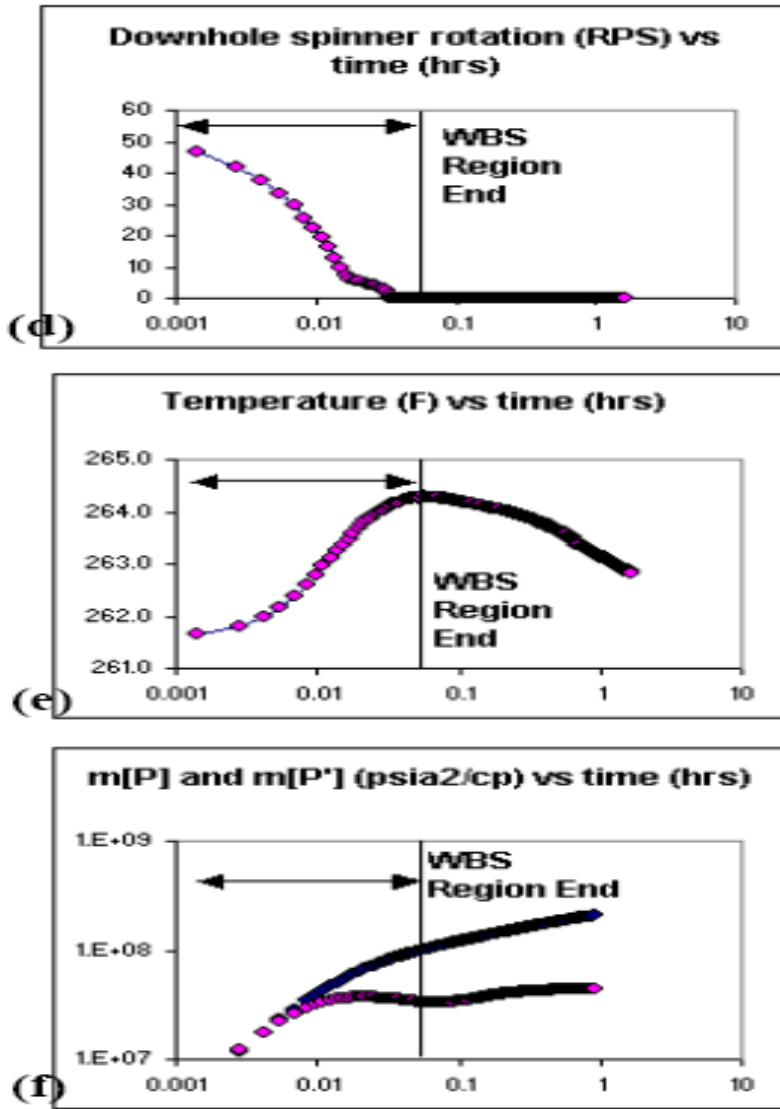 Downhole spinner rotation (RPS) vs
time (hrs)
60
50
40
30
20
10
0
WBS
Region
End
0.001
0.01
0.1
1
10
(d)
Temperature (F) vs time (hrs)
265.0
264.0
263.0
262.0
261.0
WBS
Region
End
0.001
0.01
0.1
1
10
(e)
m[P] and m[P'] (psia2/cp) vs time (hrs)
1.E+09
1.E+08
1.E+07
WBS
Region End
0.001
0.01
0.1
1
10
(f)